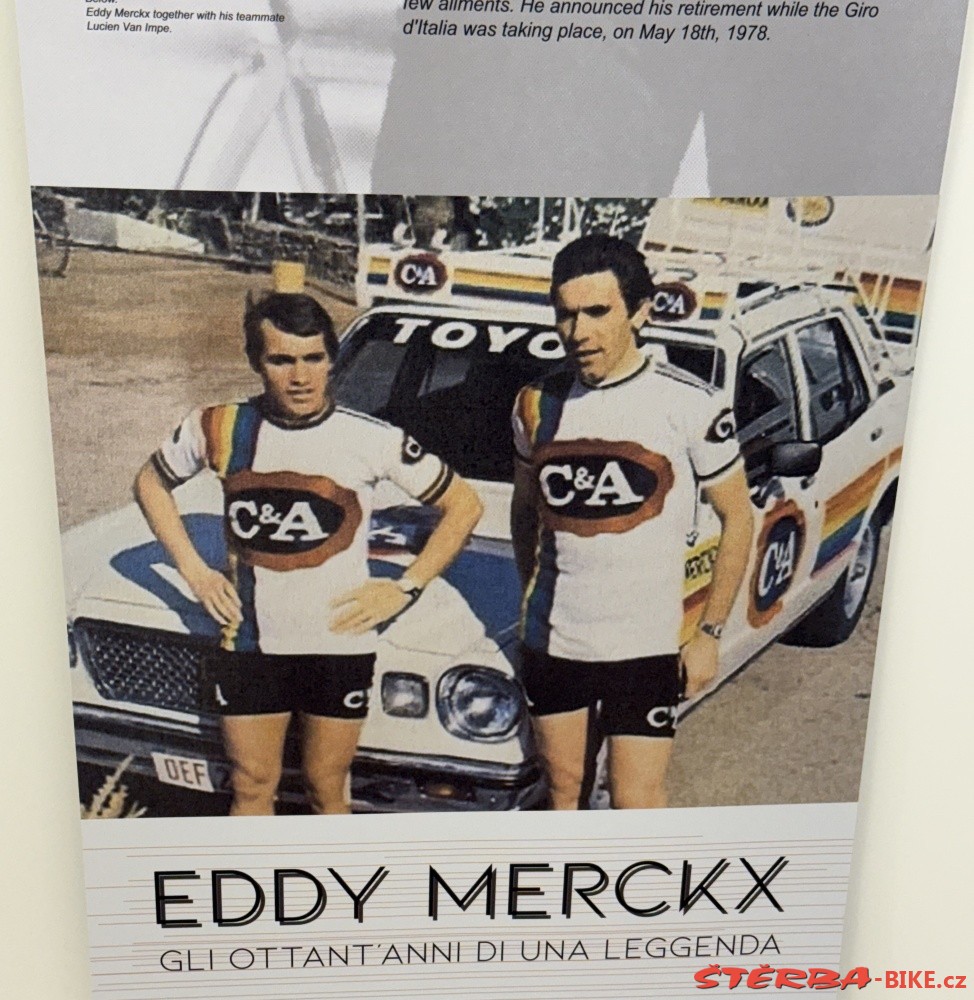 Below:
Eddy Merckx together with his teammate
Lucien Van Impe.
few ailments. He announced his retirement while the Giro
d'Italia was taking place, on May 18th, 1978.
C&A
C&A
TOYO
C&A
C&A
C&A
C
DEF
EDDY MERCKX
GLI OTTANT'ANNI DI UNA LEGGENDA
ŠTĚRBA-BIKE.cz